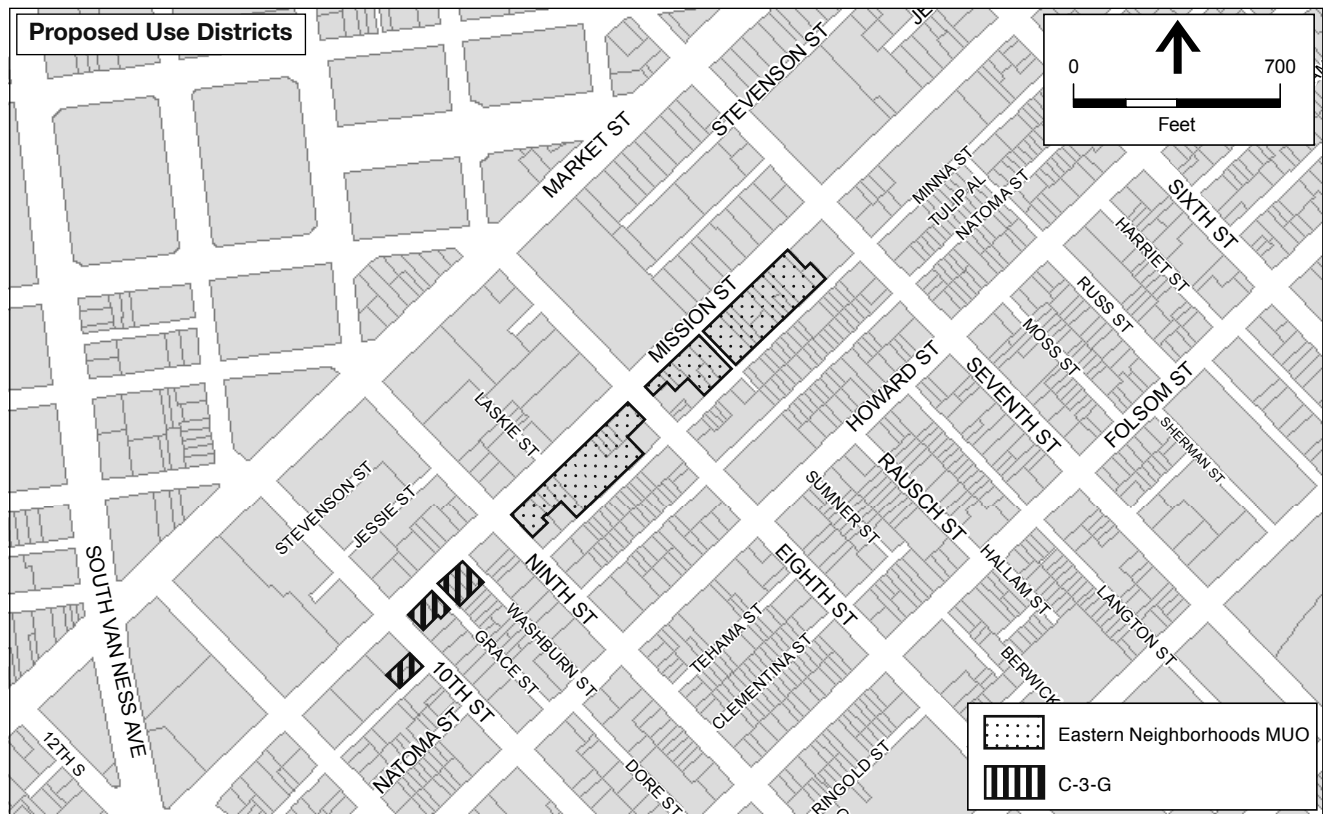 Proposed Use Districts
0
700
Feet
STEVENSON ST
MARKET ST
MINNA ST
TULIP AL
NATOMA ST
SIXTH ST
HARRIET ST
RUSS ST
MOSS ST
MISSION ST
HOWARD ST
SEVENTH ST
FOLSOM ST
SHERMAN ST
LASKIE ST
RAUSCH ST
SUMNER ST
STEVENSON ST
JESSIE ST
NINTH ST
EIGHTH ST
HALLAM ST
LANGTON ST
SOUTH VAN NESS AVE
WASHBURN ST
GRACE ST
TEHAMA ST
CLEMENTINA ST
BERWICK
10TH ST
NATOMA ST
12TH S
DORE ST
RINGOLD ST
Eastern Neighborhoods MUO
C-3-G